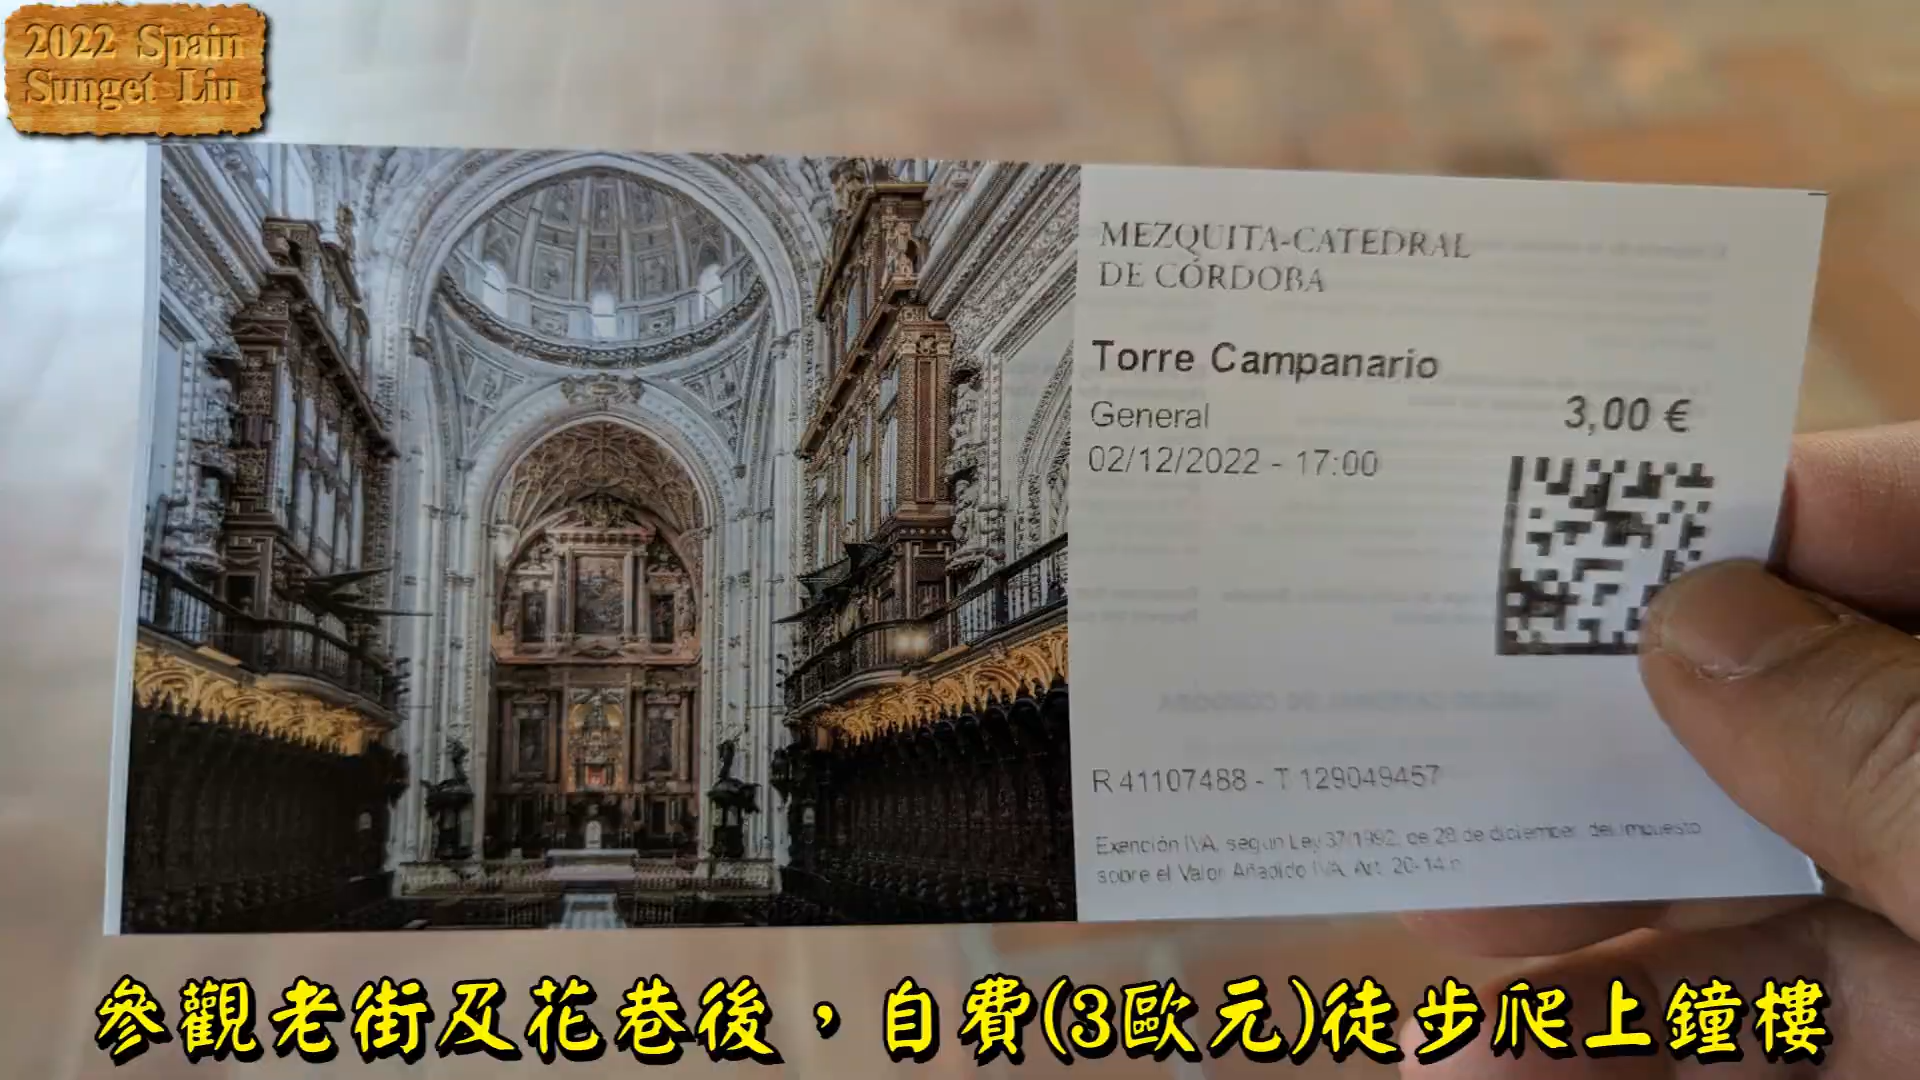 2022 Spain
Sunget Liu
MEZQUITA-CATEDRAL
DE CÓRDOBA
Torre Campanario
General
3,00 €
02/12/2022 - 17:00
R 41107488 - T 129049457
Exención IVA, segun Ley 37/1992, de 28 de diciember, del Impuesto
sobre el Valor Añadido IVA. Art. 20-14
參觀老街及花巷後，自費(3歐元)徒步爬上鐘樓